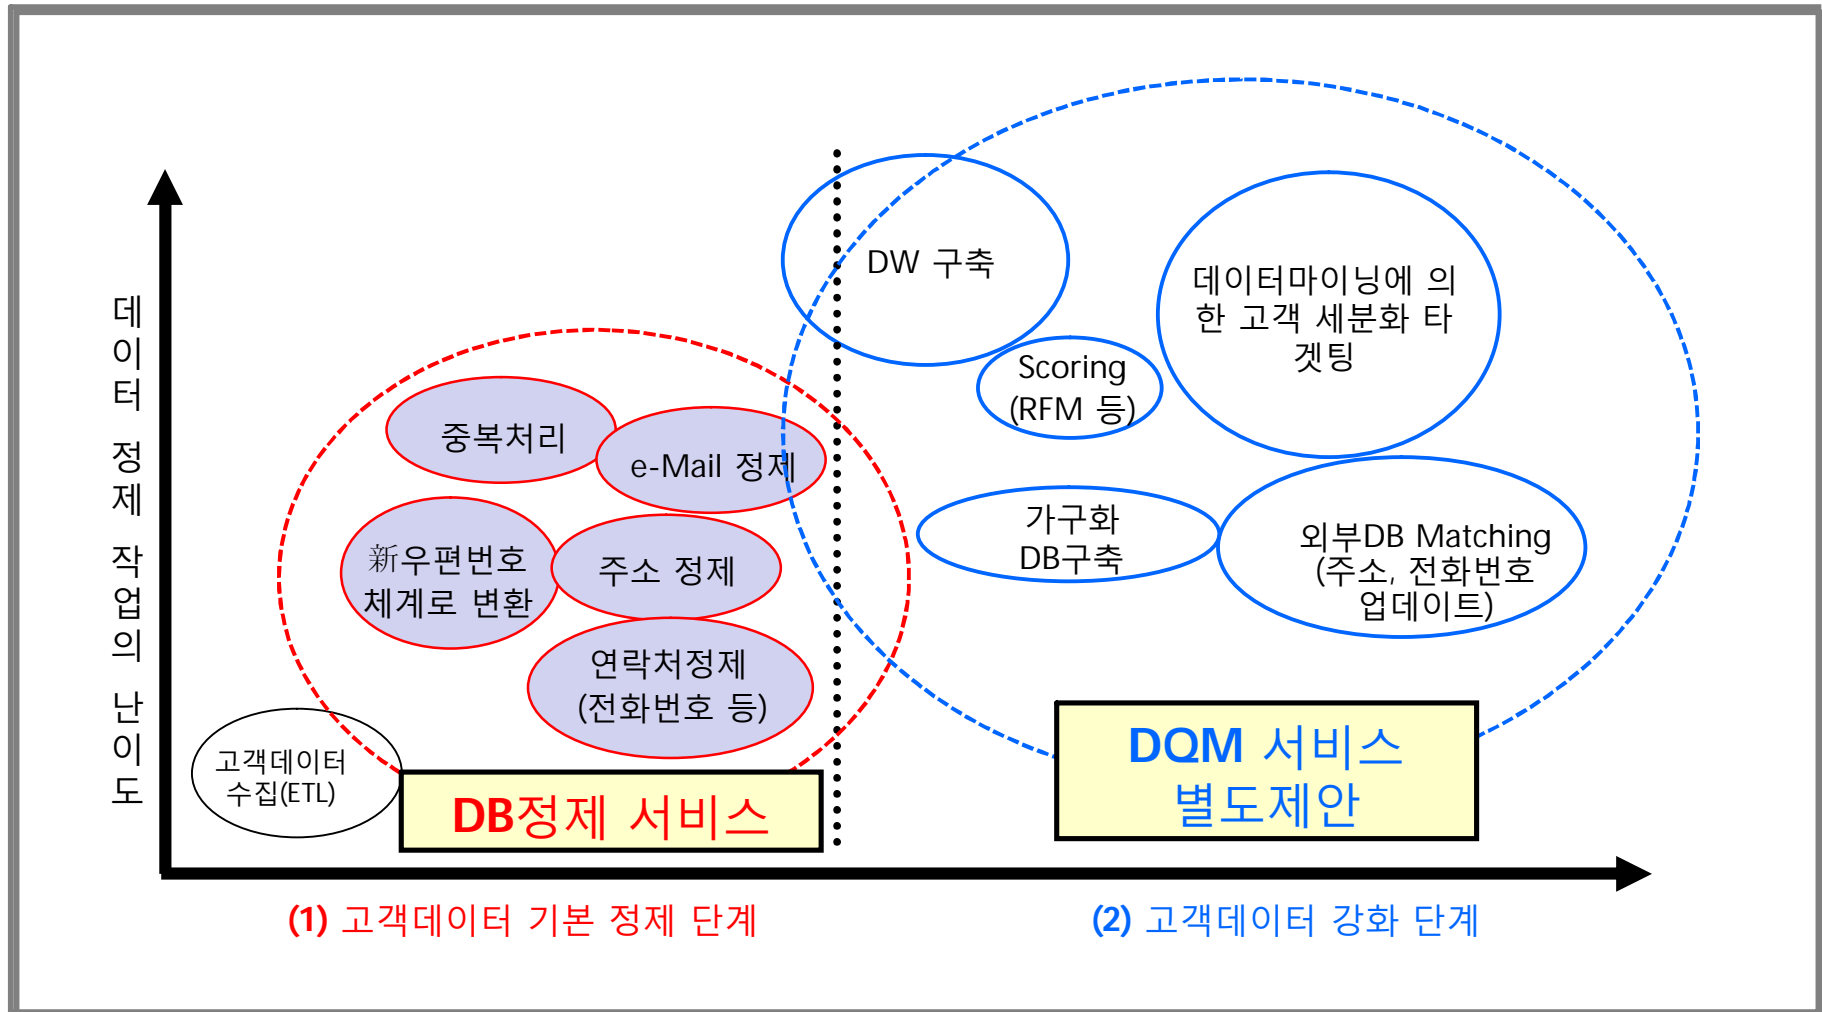 데이터 정제 작업의 난이도
DW 구축
데이터마이닝에 의
한 고객 세분화 타
겟팅
Scoring
(RFM 등)
중복처리
e-Mail 정제
新우편번호
체계로 변환
주소 정제
가구화
DB구축
외부DB Matching
(주소, 전화번호
업데이트)
연락처정제
(전화번호 등)
고객데이터
수집(ETL)
DB정제 서비스
DQM 서비스
별도제안
(1) 고객데이터 기본 정제 단계
(2) 고객데이터 강화 단계